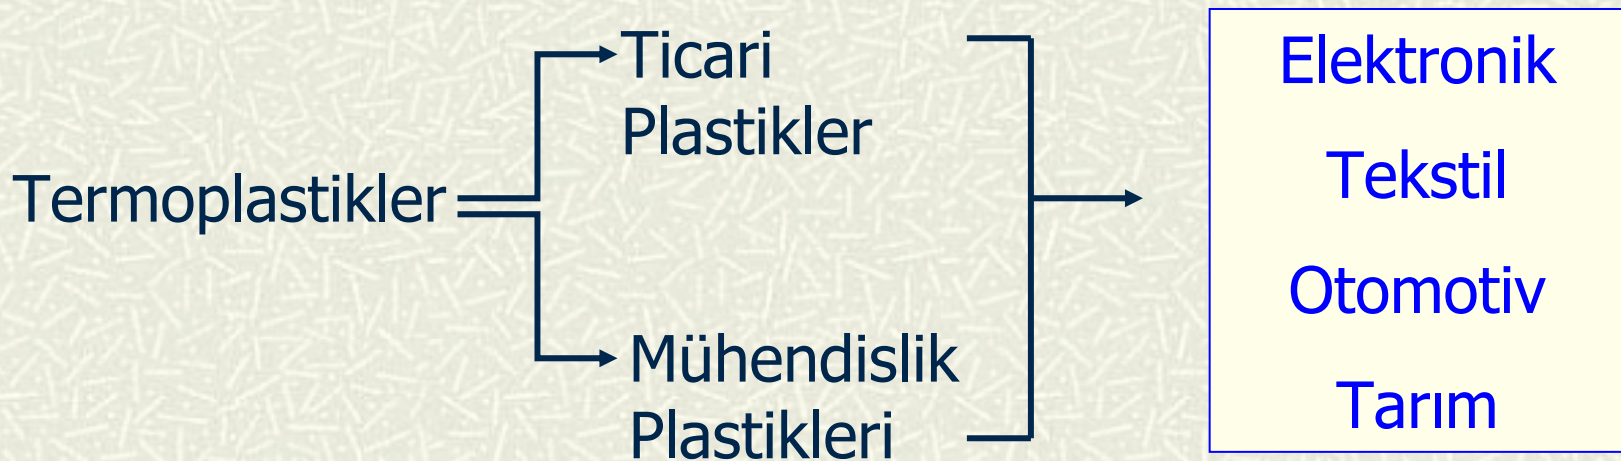 Termoplastikler
Ticari
Plastikler
Mühendislik
Plastikleri
Elektronik
Tekstil
Otomotiv
Tarım